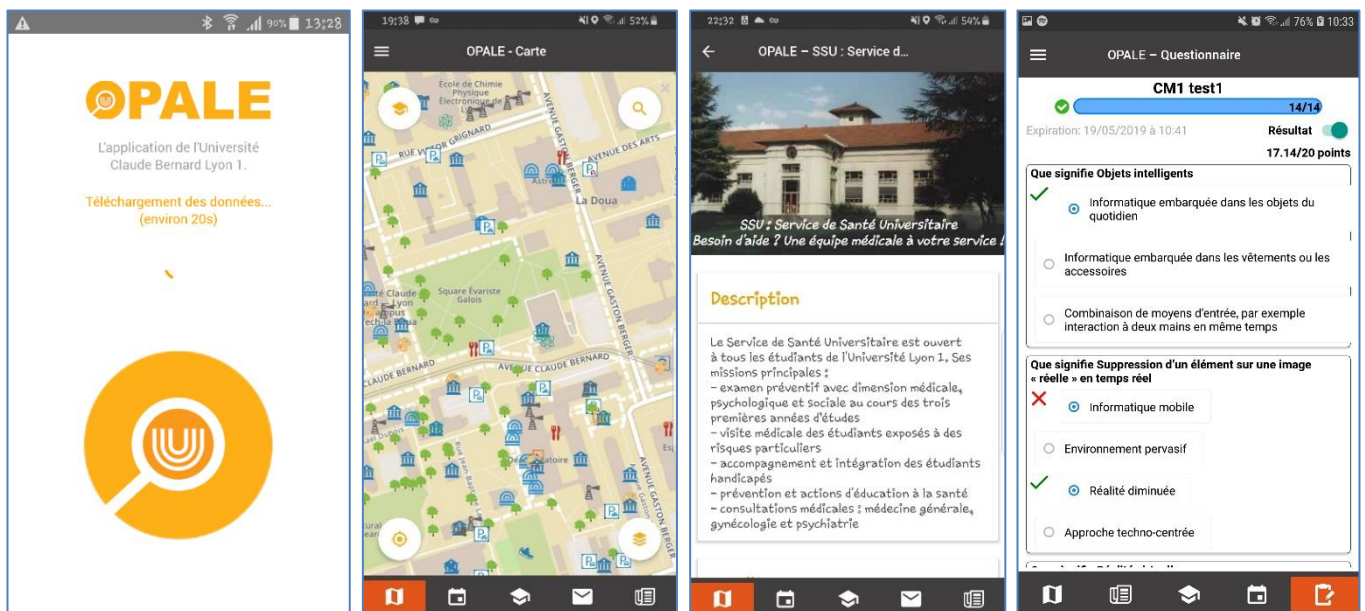 90% 13:28
OPALE
L'application de l'Université
Claude Bernard Lyon 1.
Téléchargement des données...
(environ 20s)
19:38 52%
OPALE - Carte
Ecole de Chimie
Physique
Électronique de
RUE VICTOR GRIGNARD
AVENUE GASTON BERGER
AVENUE DES ARTS
La Doua
Square Évariste
Galois
AVENUE GASTON BERGER
CLAUDE BERNARD
AVENUE CLAUDE BERNARD
AVENUE GASTON BERGER
22:32 54%
OPALE – SSU : Service d...
SSU : Service de Santé Universitaire
Besoin d'aide ? Une équipe médicale à votre service !
Description
Le Service de Santé Universitaire est ouvert
à tous les étudiants de l'Université Lyon 1. Ses
missions principales :
– examen préventif avec dimension médicale,
psychologique et sociale au cours des trois
premières années d'études
– visite médicale des étudiants exposés à des
risques particuliers
– accompagnement et intégration des étudiants
handicapés
– prévention et actions d'éducation à la santé
– consultations médicales : médecine générale,
gynécologie et psychiatrie
76% 10:33
OPALE – Questionnaire
CM1 test1
14/14
Expiration: 19/05/2019 à 10:41 Résultat
17.14/20 points
Que signifie Objets intelligents
Informatique embarquée dans les objets du
quotidien
Informatique embarquée dans les vêtements ou les
accessoires
Combinaison de moyens d'entrée, par exemple
interaction à deux mains en même temps
Que signifie Suppression d'un élément sur une image
« réelle » en temps réel
Informatique mobile
Environnement pervasif
Réalité diminuée
Approche techno-centrée